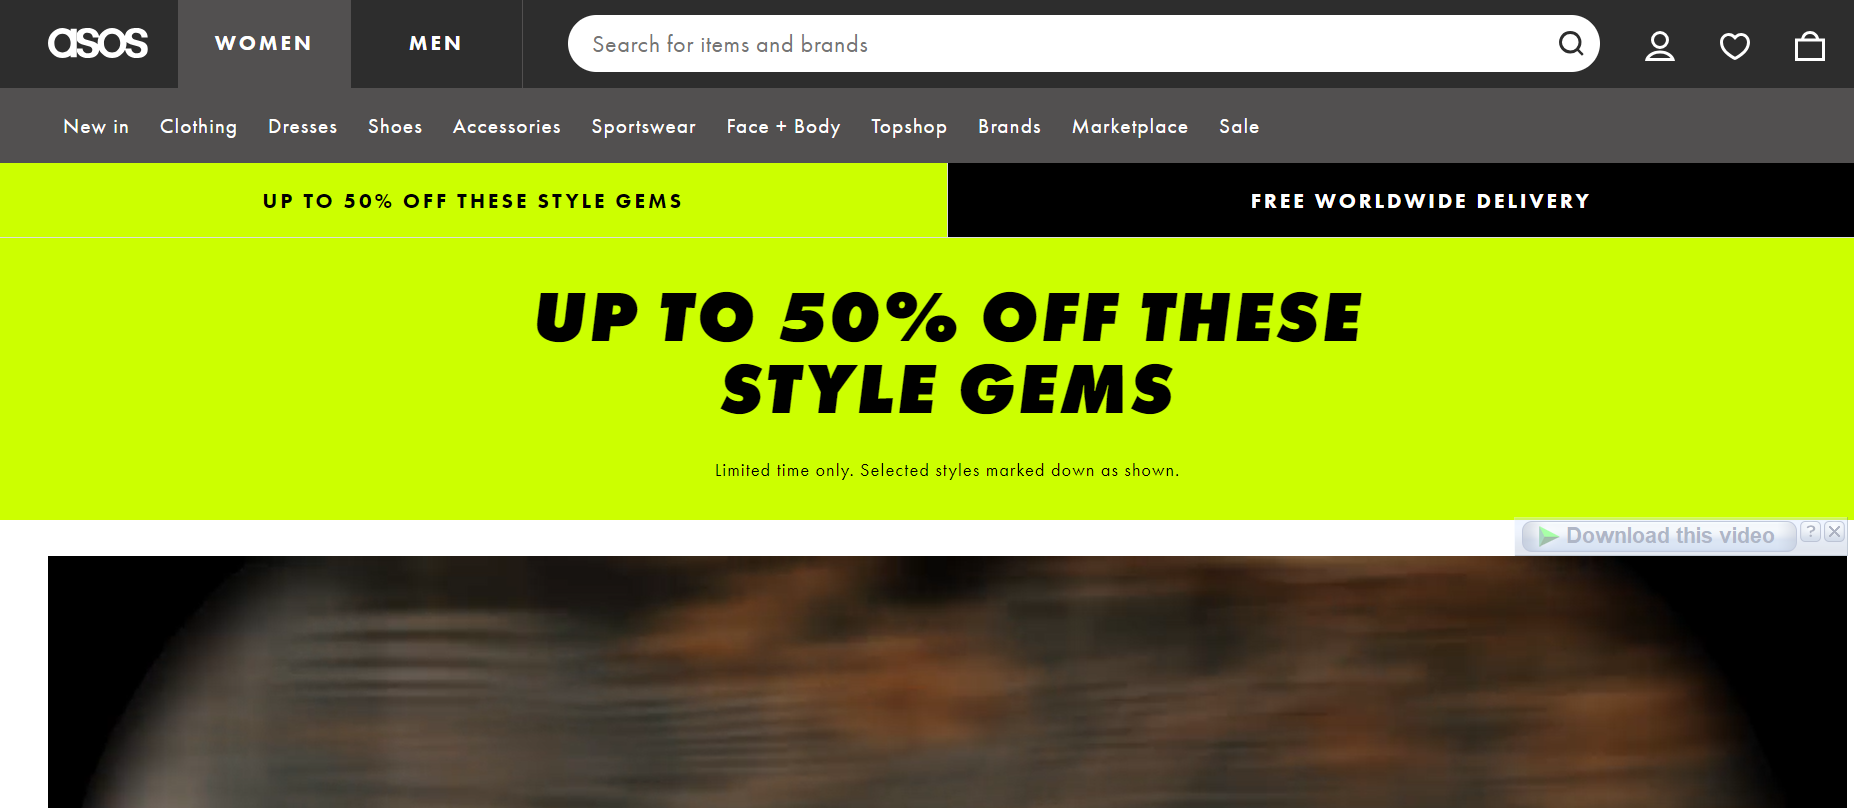 asos
WOMEN
MEN
Search for items and brands
New in
Clothing
Dresses
Shoes
Accessories
Sportswear
Face + Body
Topshop
Brands
Marketplace
Sale
UP TO 50% OFF THESE STYLE GEMS
FREE WORLDWIDE DELIVERY
UP TO 50% OFF THESE
STYLE GEMS
Limited time only. Selected styles marked down as shown.
Download this video
?